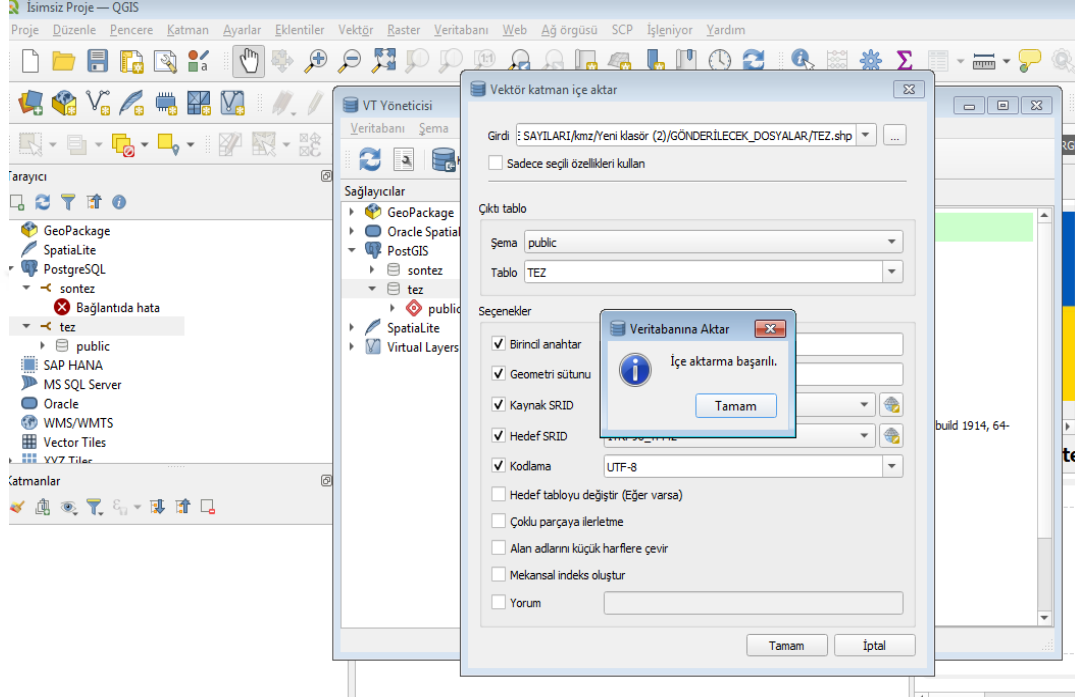 İsimsiz Proje — QGIS
Proje Düzenle Pencere Katman Ayarlar Eklentiler Vektör Raster Veritabanı Web Ağ örgüsü SCP İşleniyor Yardım
VT Yöneticisi
Veritabanı Şema
Tarayıcı
GeoPackage
SpatiaLite
PostgreSQL
sontez
Bağlantıda hata
tez
public
SAP HANA
MS SQL Server
Oracle
WMS/WMTS
Vector Tiles
XYZ Tiles
Katmanlar
Sağlayıcılar
GeoPackage
Oracle Spatial
PostGIS
sontez
tez
public
SpatiaLite
Virtual Layers
Vektör katman içe aktar
Girdi SAYILARI/kmz/Yeni klasör (2)/GÖNDERİLECEK_DOSYALAR/TEZ.shp ...
Sadece seçili özellikleri kullan
Çıktı tablo
Şema public
Tablo TEZ
Seçenekler
Birincil anahtar
Geometri sütunu
Kaynak SRID
Hedef SRID
Kodlama UTF-8
Hedef tabloyu değiştir (Eğer varsa)
Çoklu parçaya ilerletme
Alan adlarını küçük harflere çevir
Mekansal indeks oluştur
Yorum
Tamam İptal
Veritabanına Aktar
İçe aktarma başarılı.
Tamam
build 1914, 64-